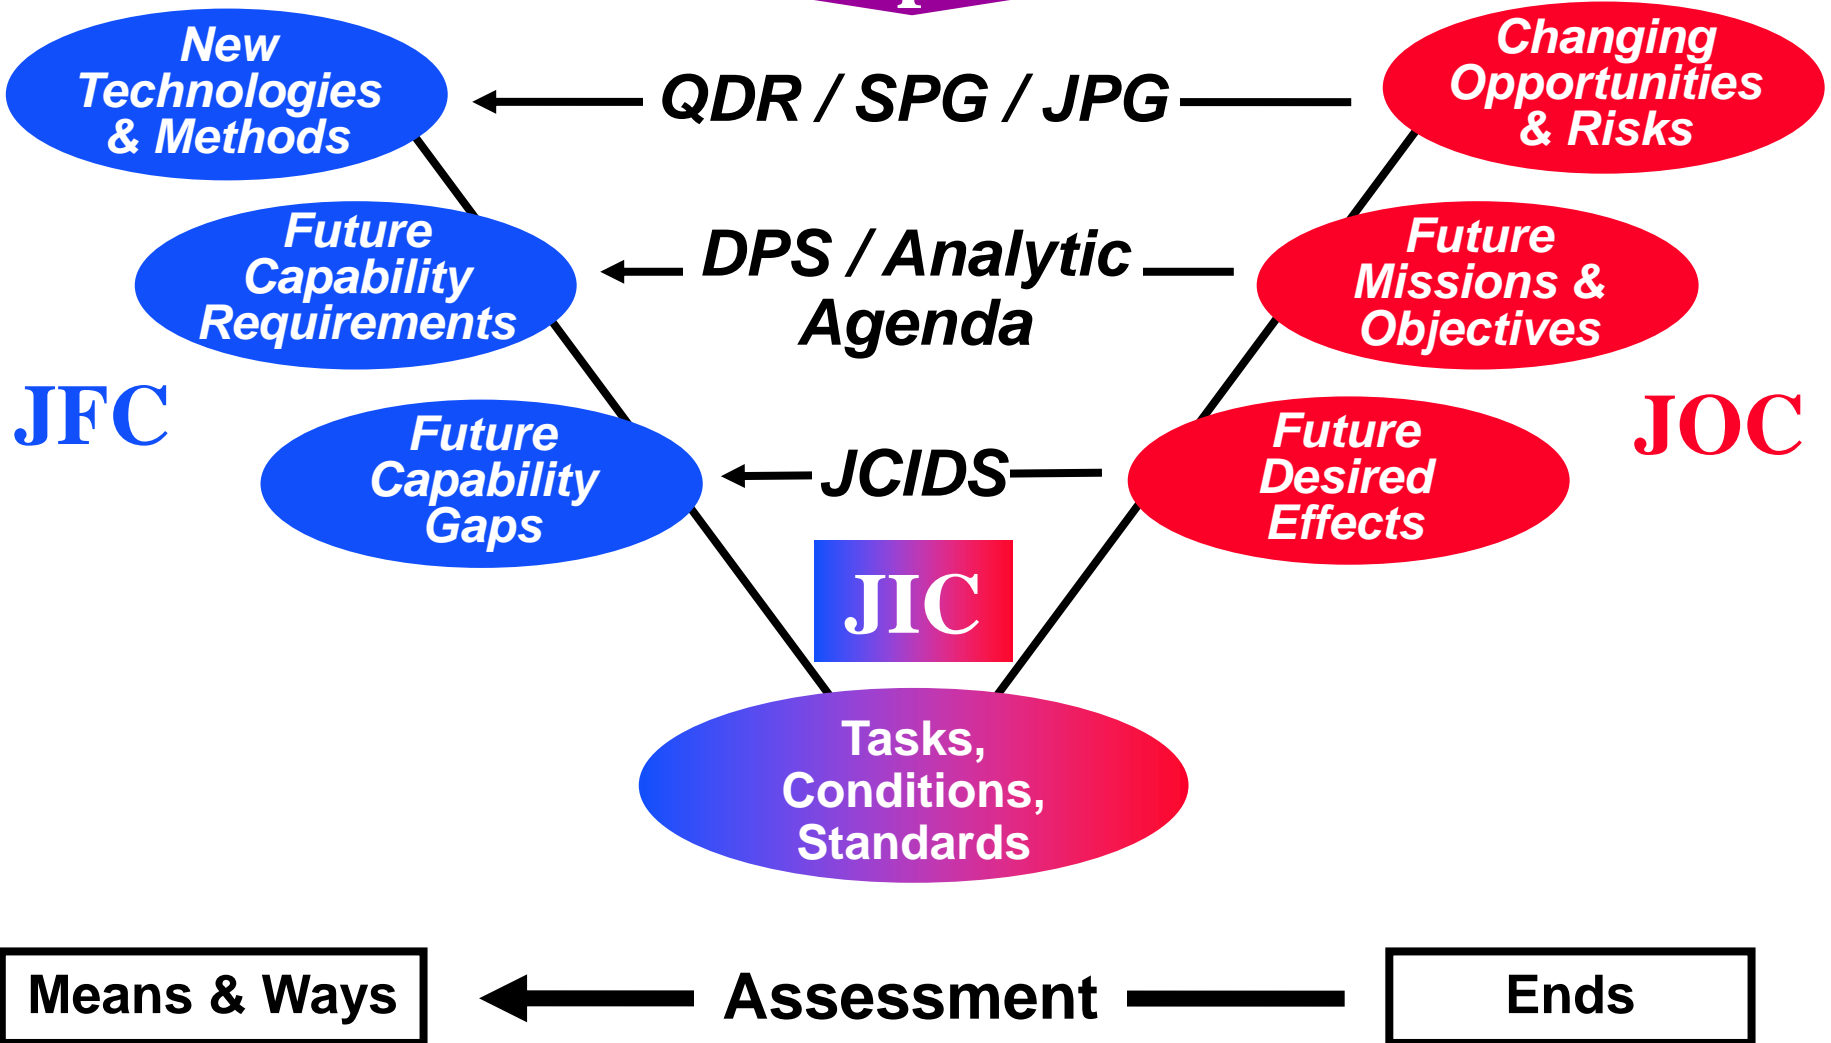 New
Technologies
& Methods
QDR / SPG / JPG
Changing
Opportunities
& Risks
Future
Capability
Requirements
DPS / Analytic
Agenda
Future
Missions &
Objectives
JFC
Future
Capability
Gaps
JCIDS
Future
Desired
Effects
JOC
JIC
Tasks,
Conditions,
Standards
Means & Ways
Assessment
Ends